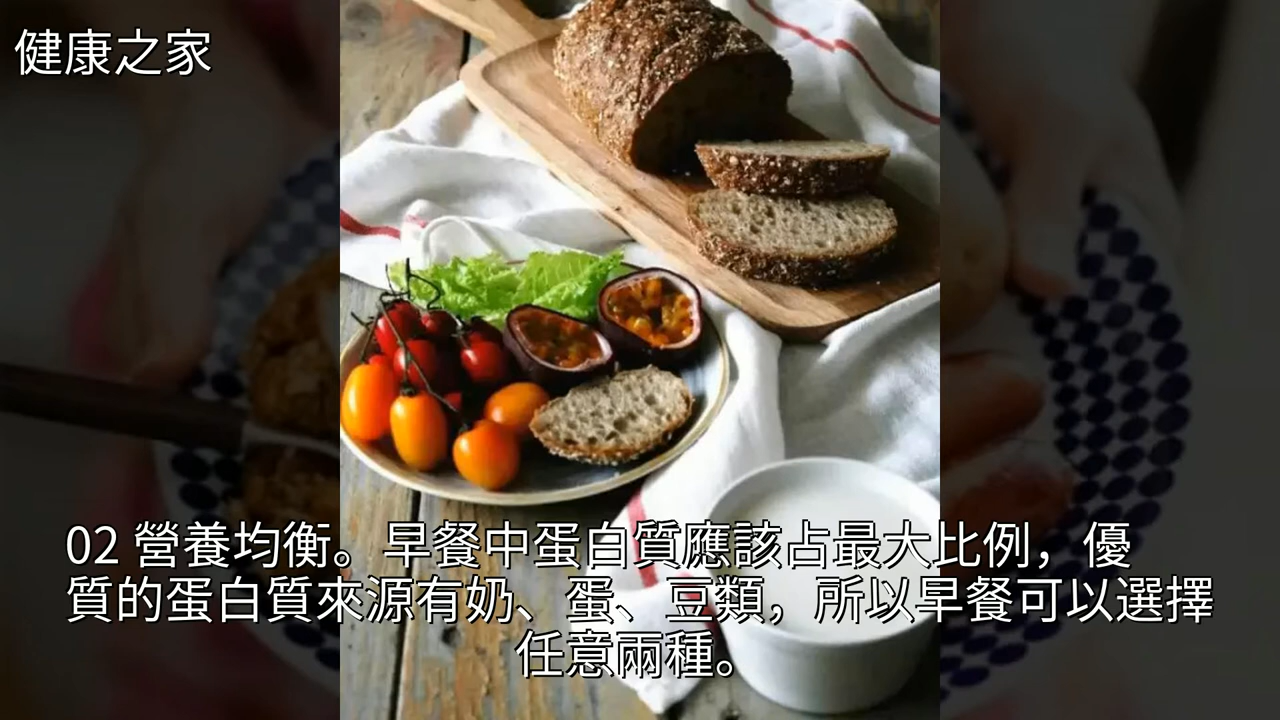 健康之家
02 營養均衡。早餐中蛋白質應該占最大比例，優
質的蛋白質來源有奶、蛋、豆類，所以早餐可以選擇
任意兩種。